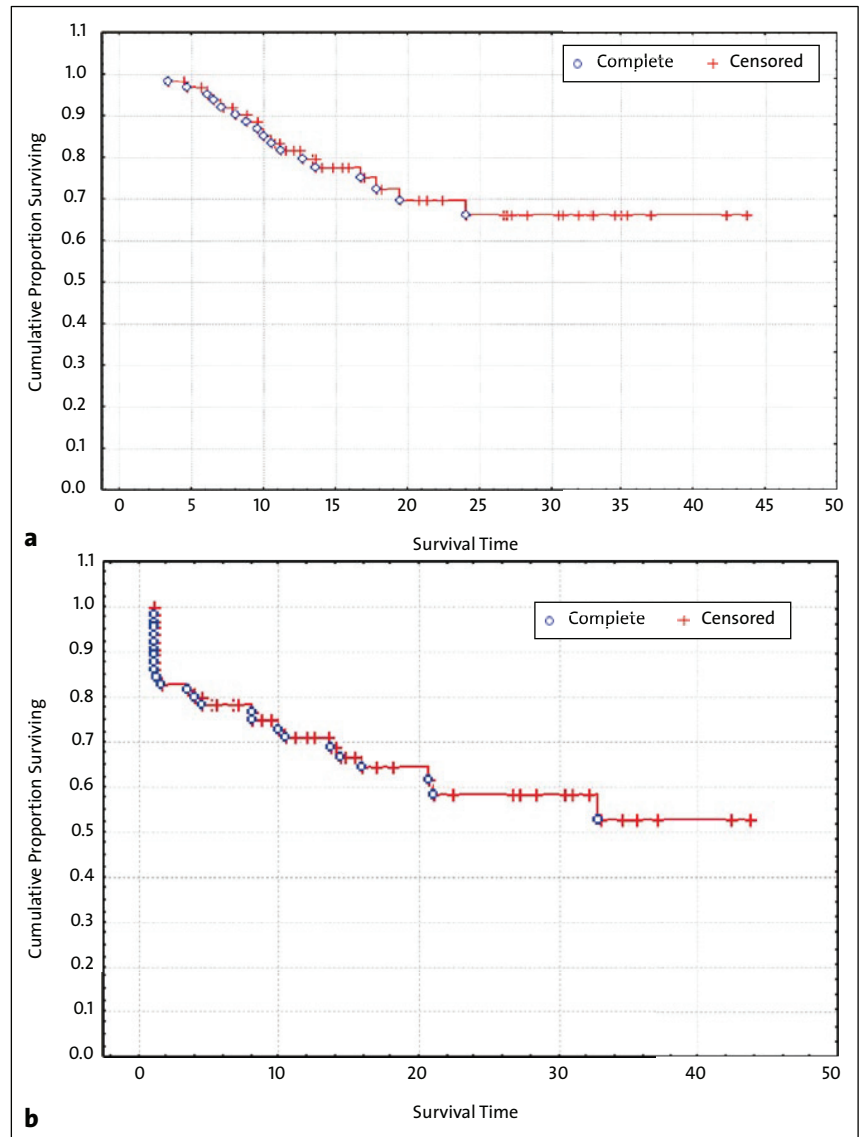 1.1
1.0
0.9
0.8
0.7
0.6
0.5
0.4
0.3
0.2
0.1
0.0
Cumulative Proportion Surviving
Complete Censored
0 5 10 15 20 25 30 35 40 45 50
Survival Time
a
1.1
1.0
0.9
0.8
0.7
0.6
0.5
0.4
0.3
0.2
0.1
0.0
Cumulative Proportion Surviving
Complete Censored
0 10 20 30 40 50
Survival Time
b